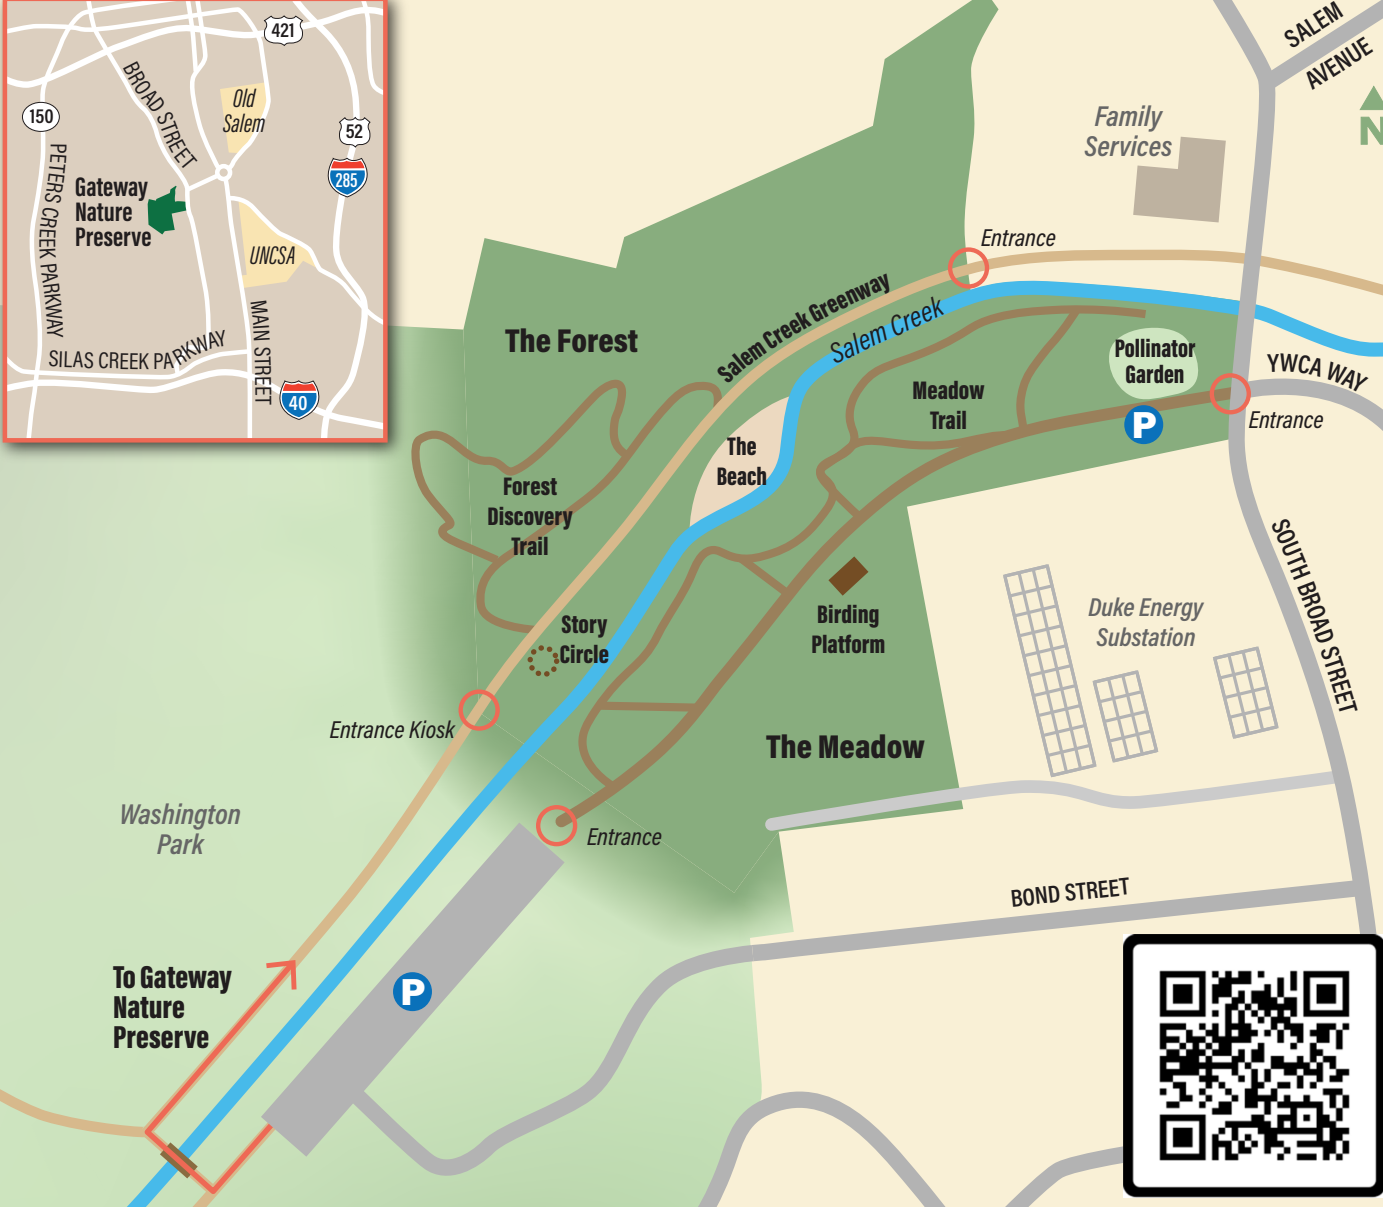 421
BROAD STREET
Old
Salem
150
52
285
PETERS CREEK PARKWAY
Gateway
Nature
Preserve
UNCSA
MAIN STREET
SILAS CREEK PARKWAY
40
SALEM
AVENUE
N
Family
Services
Entrance
The Forest
Salem Creek Greenway
Salem Creek
Pollinator
Garden
YWCA WAY
Meadow
Trail
P
Entrance
The
Beach
Forest
Discovery
Trail
SOUTH BROAD STREET
Duke Energy
Substation
Birding
Platform
Story
Circle
Entrance Kiosk
The Meadow
Washington
Park
Entrance
BOND STREET
To Gateway
Nature
Preserve
P